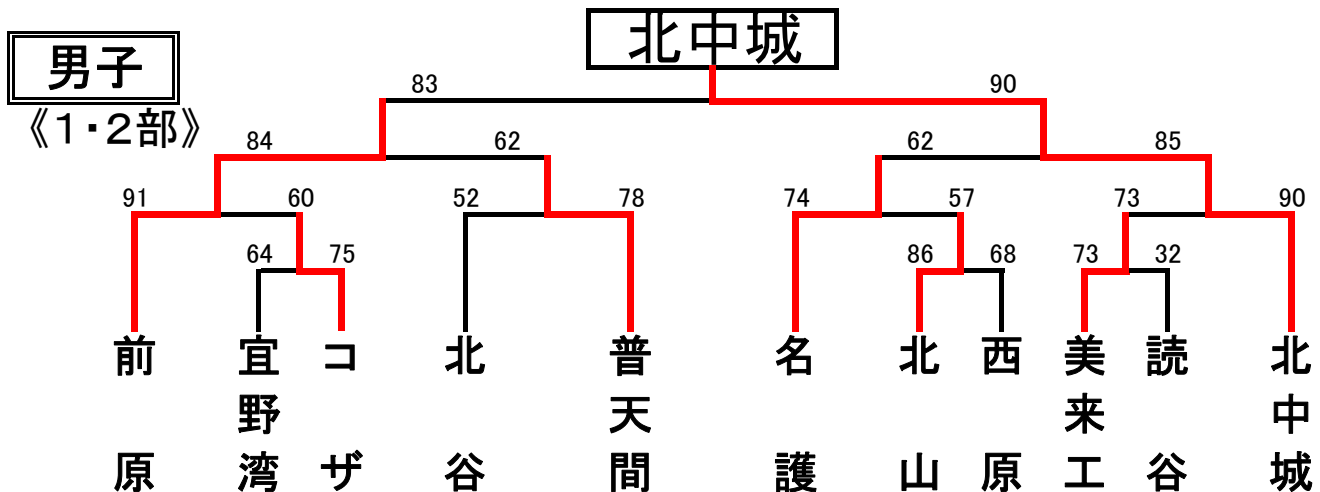 北中城
男子
《1・2部》
83 90
84 62 62 85
91 60 52 78 74 57 73 90
64 75 86 68 73 32
前原
宜野湾
コザ
北谷
普天間
名護
北山
西原
美来工
読谷
北中城